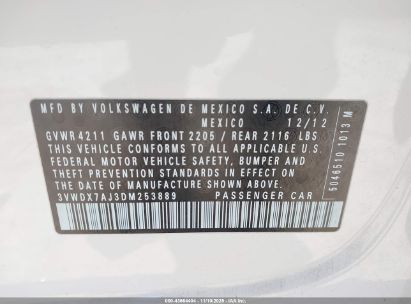 MFD BY VOLKSWAGEN DE MEXICO S.A. DE C.V.
MEXICO 12/12
GVWR 4211 GAWR FRONT 2205 / REAR 2116 LBS
THIS VEHICLE CONFORMS TO ALL APPLICABLE U.S.
FEDERAL MOTOR VEHICLE SAFETY, BUMPER AND
THEFT PREVENTION STANDARDS IN EFFECT ON
THE DATE OF MANUFACTURE SHOWN ABOVE.
3VWDX7AJ3DM253889 PASSENGER CAR
5046510 1013 M